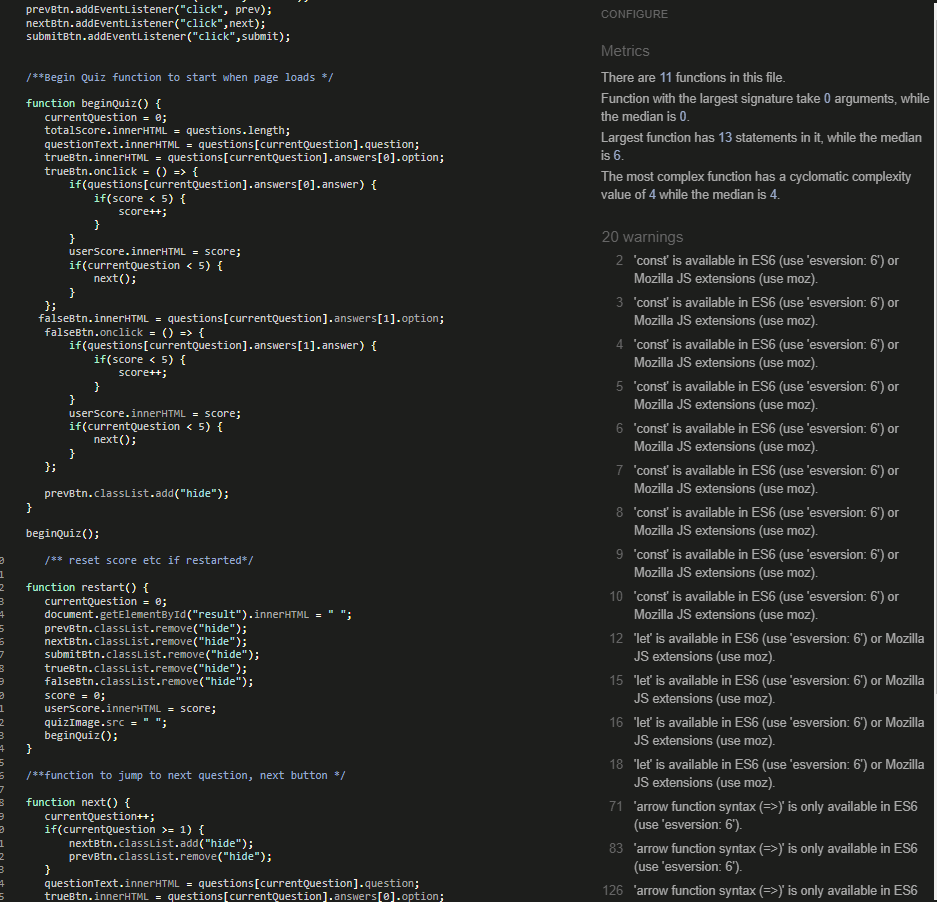 prevBtn.addEventListener("click", prev);
nextBtn.addEventListener("click",next);
submitBtn.addEventListener("click",submit);
/**Begin Quiz function to start when page loads */
function beginQuiz() {
currentQuestion = 0;
totalScore.innerHTML = questions.length;
questionText.innerHTML = questions[currentQuestion].question;
trueBtn.innerHTML = questions[currentQuestion].answers[0].option;
trueBtn.onclick = () => {
if(questions[currentQuestion].answers[0].answer) {
if(score < 5) {
score++;
}
}
userScore.innerHTML = score;
if(currentQuestion < 5) {
next();
}
};
falseBtn.innerHTML = questions[currentQuestion].answers[1].option;
falseBtn.onclick = () => {
if(questions[currentQuestion].answers[1].answer) {
if(score < 5) {
score++;
}
}
userScore.innerHTML = score;
if(currentQuestion < 5) {
next();
}
};
prevBtn.classList.add("hide");
}
beginQuiz();
/** reset score etc if restarted*/
function restart() {
currentQuestion = 0;
document.getElementById("result").innerHTML = " ";
prevBtn.classList.remove("hide");
nextBtn.classList.remove("hide");
submitBtn.classList.remove("hide");
trueBtn.classList.remove("hide");
falseBtn.classList.remove("hide");
score = 0;
userScore.innerHTML = score;
quizImage.src = " ";
beginQuiz();
}
/**function to jump to next question, next button */
function next() {
currentQuestion++;
if(currentQuestion >= 1) {
nextBtn.classList.add("hide");
prevBtn.classList.remove("hide");
}
questionText.innerHTML = questions[currentQuestion].question;
trueBtn.innerHTML = questions[currentQuestion].answers[0].option;
CONFIGURE
Metrics
There are 11 functions in this file.
Function with the largest signature take 0 arguments, while
the median is 0.
Largest function has 13 statements in it, while the median
is 6.
The most complex function has a cyclomatic complexity
value of 4 while the median is 4.
20 warnings
2 'const' is available in ES6 (use 'esversion: 6') or
Mozilla JS extensions (use moz).
3 'const' is available in ES6 (use 'esversion: 6') or
Mozilla JS extensions (use moz).
4 'const' is available in ES6 (use 'esversion: 6') or
Mozilla JS extensions (use moz).
5 'const' is available in ES6 (use 'esversion: 6') or
Mozilla JS extensions (use moz).
6 'const' is available in ES6 (use 'esversion: 6') or
Mozilla JS extensions (use moz).
7 'const' is available in ES6 (use 'esversion: 6') or
Mozilla JS extensions (use moz).
8 'const' is available in ES6 (use 'esversion: 6') or
Mozilla JS extensions (use moz).
9 'const' is available in ES6 (use 'esversion: 6') or
Mozilla JS extensions (use moz).
10 'const' is available in ES6 (use 'esversion: 6') or
Mozilla JS extensions (use moz).
12 'let' is available in ES6 (use 'esversion: 6') or Mozilla
JS extensions (use moz).
15 'let' is available in ES6 (use 'esversion: 6') or Mozilla
JS extensions (use moz).
16 'let' is available in ES6 (use 'esversion: 6') or Mozilla
JS extensions (use moz).
18 'let' is available in ES6 (use 'esversion: 6') or Mozilla
JS extensions (use moz).
71 'arrow function syntax (=>)' is only available in ES6
(use 'esversion: 6').
83 'arrow function syntax (=>)' is only available in ES6
(use 'esversion: 6').
126 'arrow function syntax (=>)' is only available in ES6